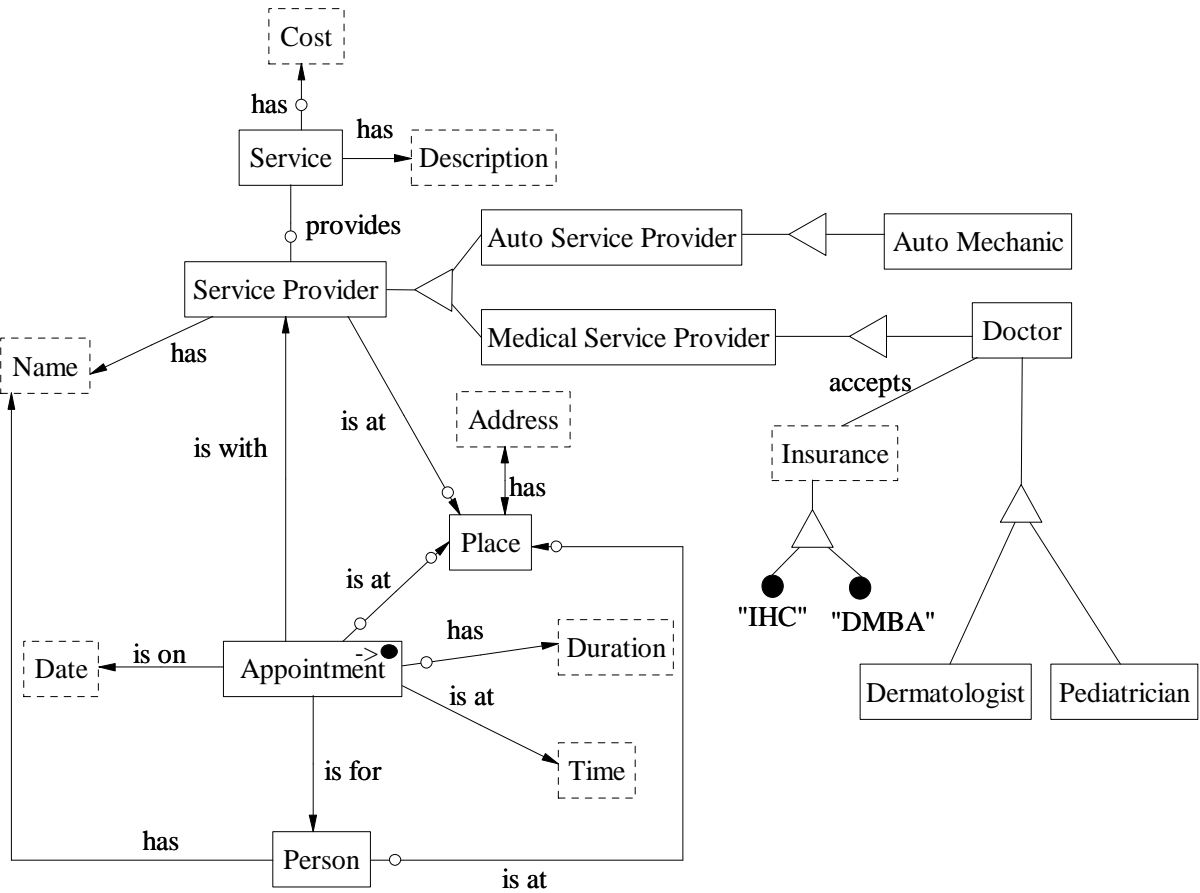 Cost
has
has
Service
Description
provides
Auto Service Provider
Auto Mechanic
Service Provider
Medical Service Provider
Doctor
has
Name
accepts
Address
is at
is with
Insurance
has
Place
is at
"IHC"
"DMBA"
has
Duration
Date
is on
->
Appointment
is at
Dermatologist
Pediatrician
is for
Time
has
Person
is at